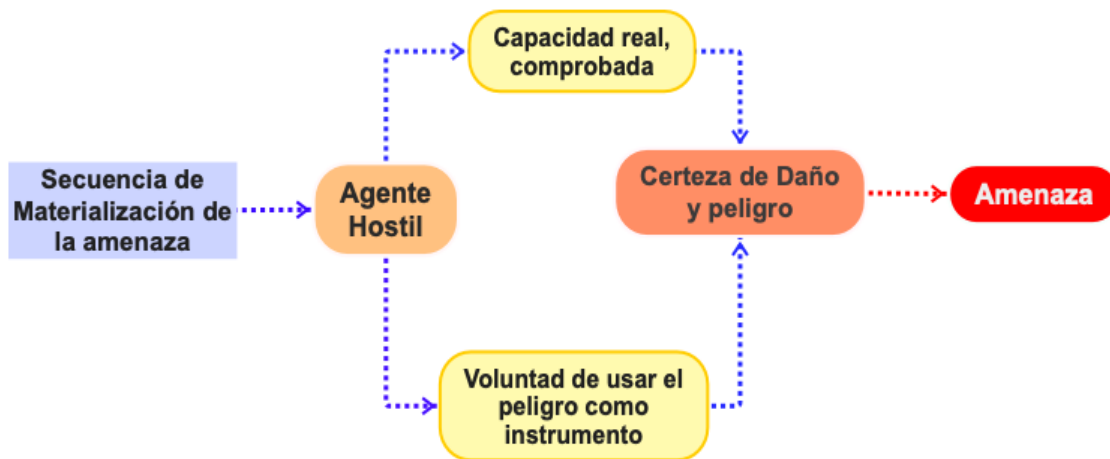 Capacidad real,
comprobada
Secuencia de
Materialización de
la amenaza
Agente
Hostil
Certeza de Daño
y peligro
Amenaza
Voluntad de usar el
peligro como
instrumento